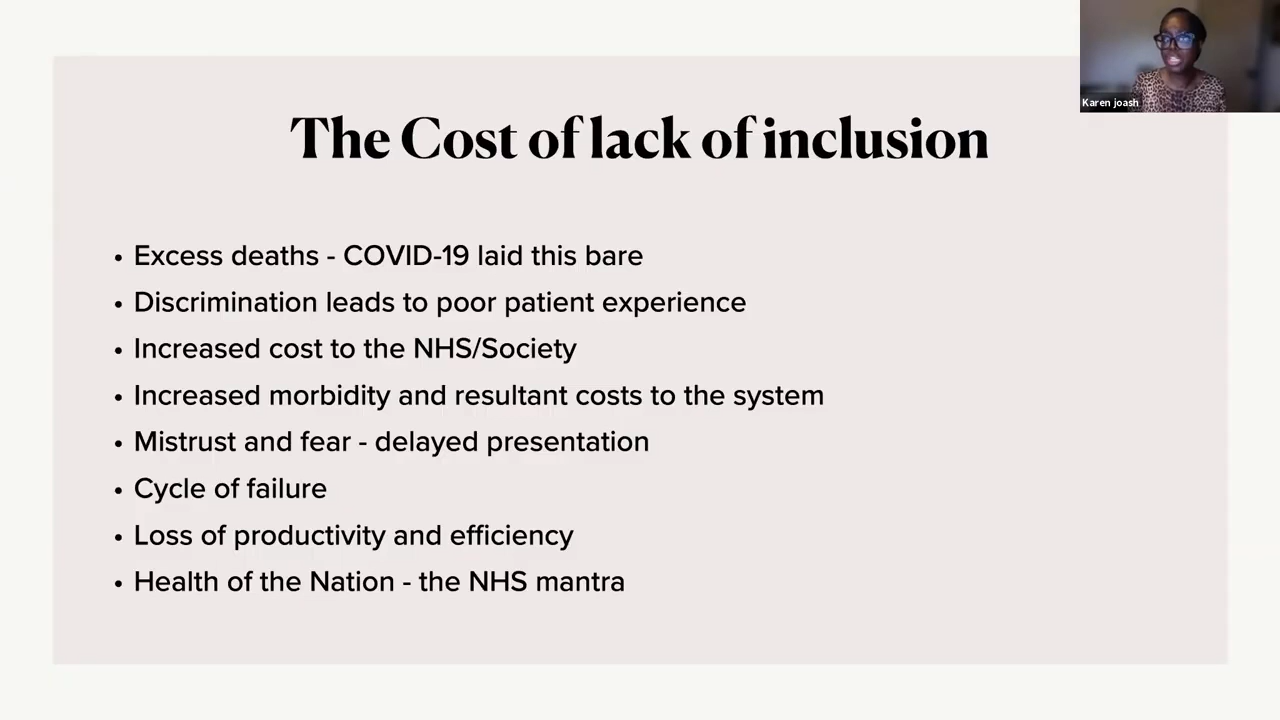 The Cost of lack of inclusion
Karen joash
• Excess deaths - COVID-19 laid this bare
• Discrimination leads to poor patient experience
• Increased cost to the NHS/Society
• Increased morbidity and resultant costs to the system
• Mistrust and fear - delayed presentation
• Cycle of failure
• Loss of productivity and efficiency
• Health of the Nation - the NHS mantra